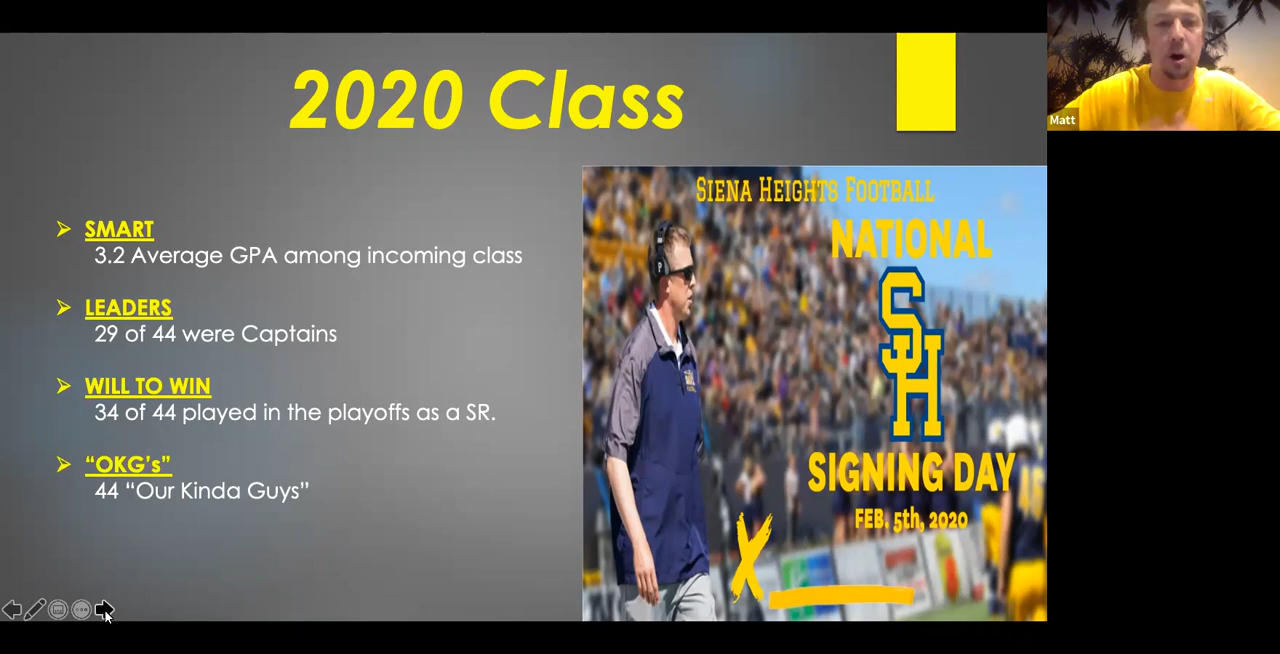 2020 Class
SMART
3.2 Average GPA among incoming class
LEADERS
29 of 44 were Captains
WILL TO WIN
34 of 44 played in the playoffs as a SR.
“OKG’s”
44 “Our Kinda Guys”
SIENA HEIGHTS FOOTBALL
NATIONAL
SH
SIGNING DAY
FEB. 5th, 2020
X
Matt